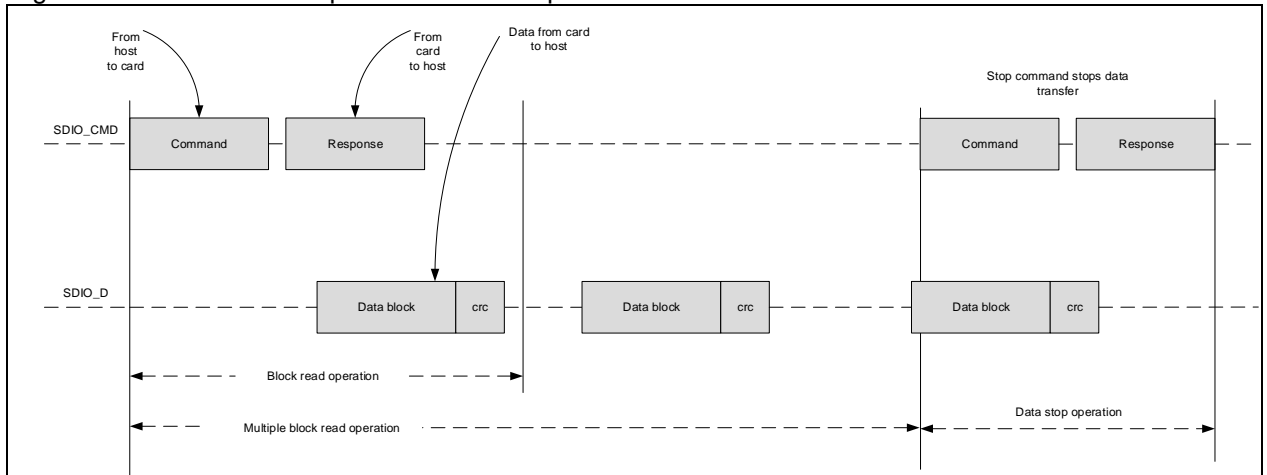 From
host
to card
From
card
to host
Data from card
to host
Stop command stops data
transfer
SDIO_CMD
Command
Response
Command
Response
SDIO_D
Data block
crc
Data block
crc
Data block
crc
Block read operation
Multiple block read operation
Data stop operation